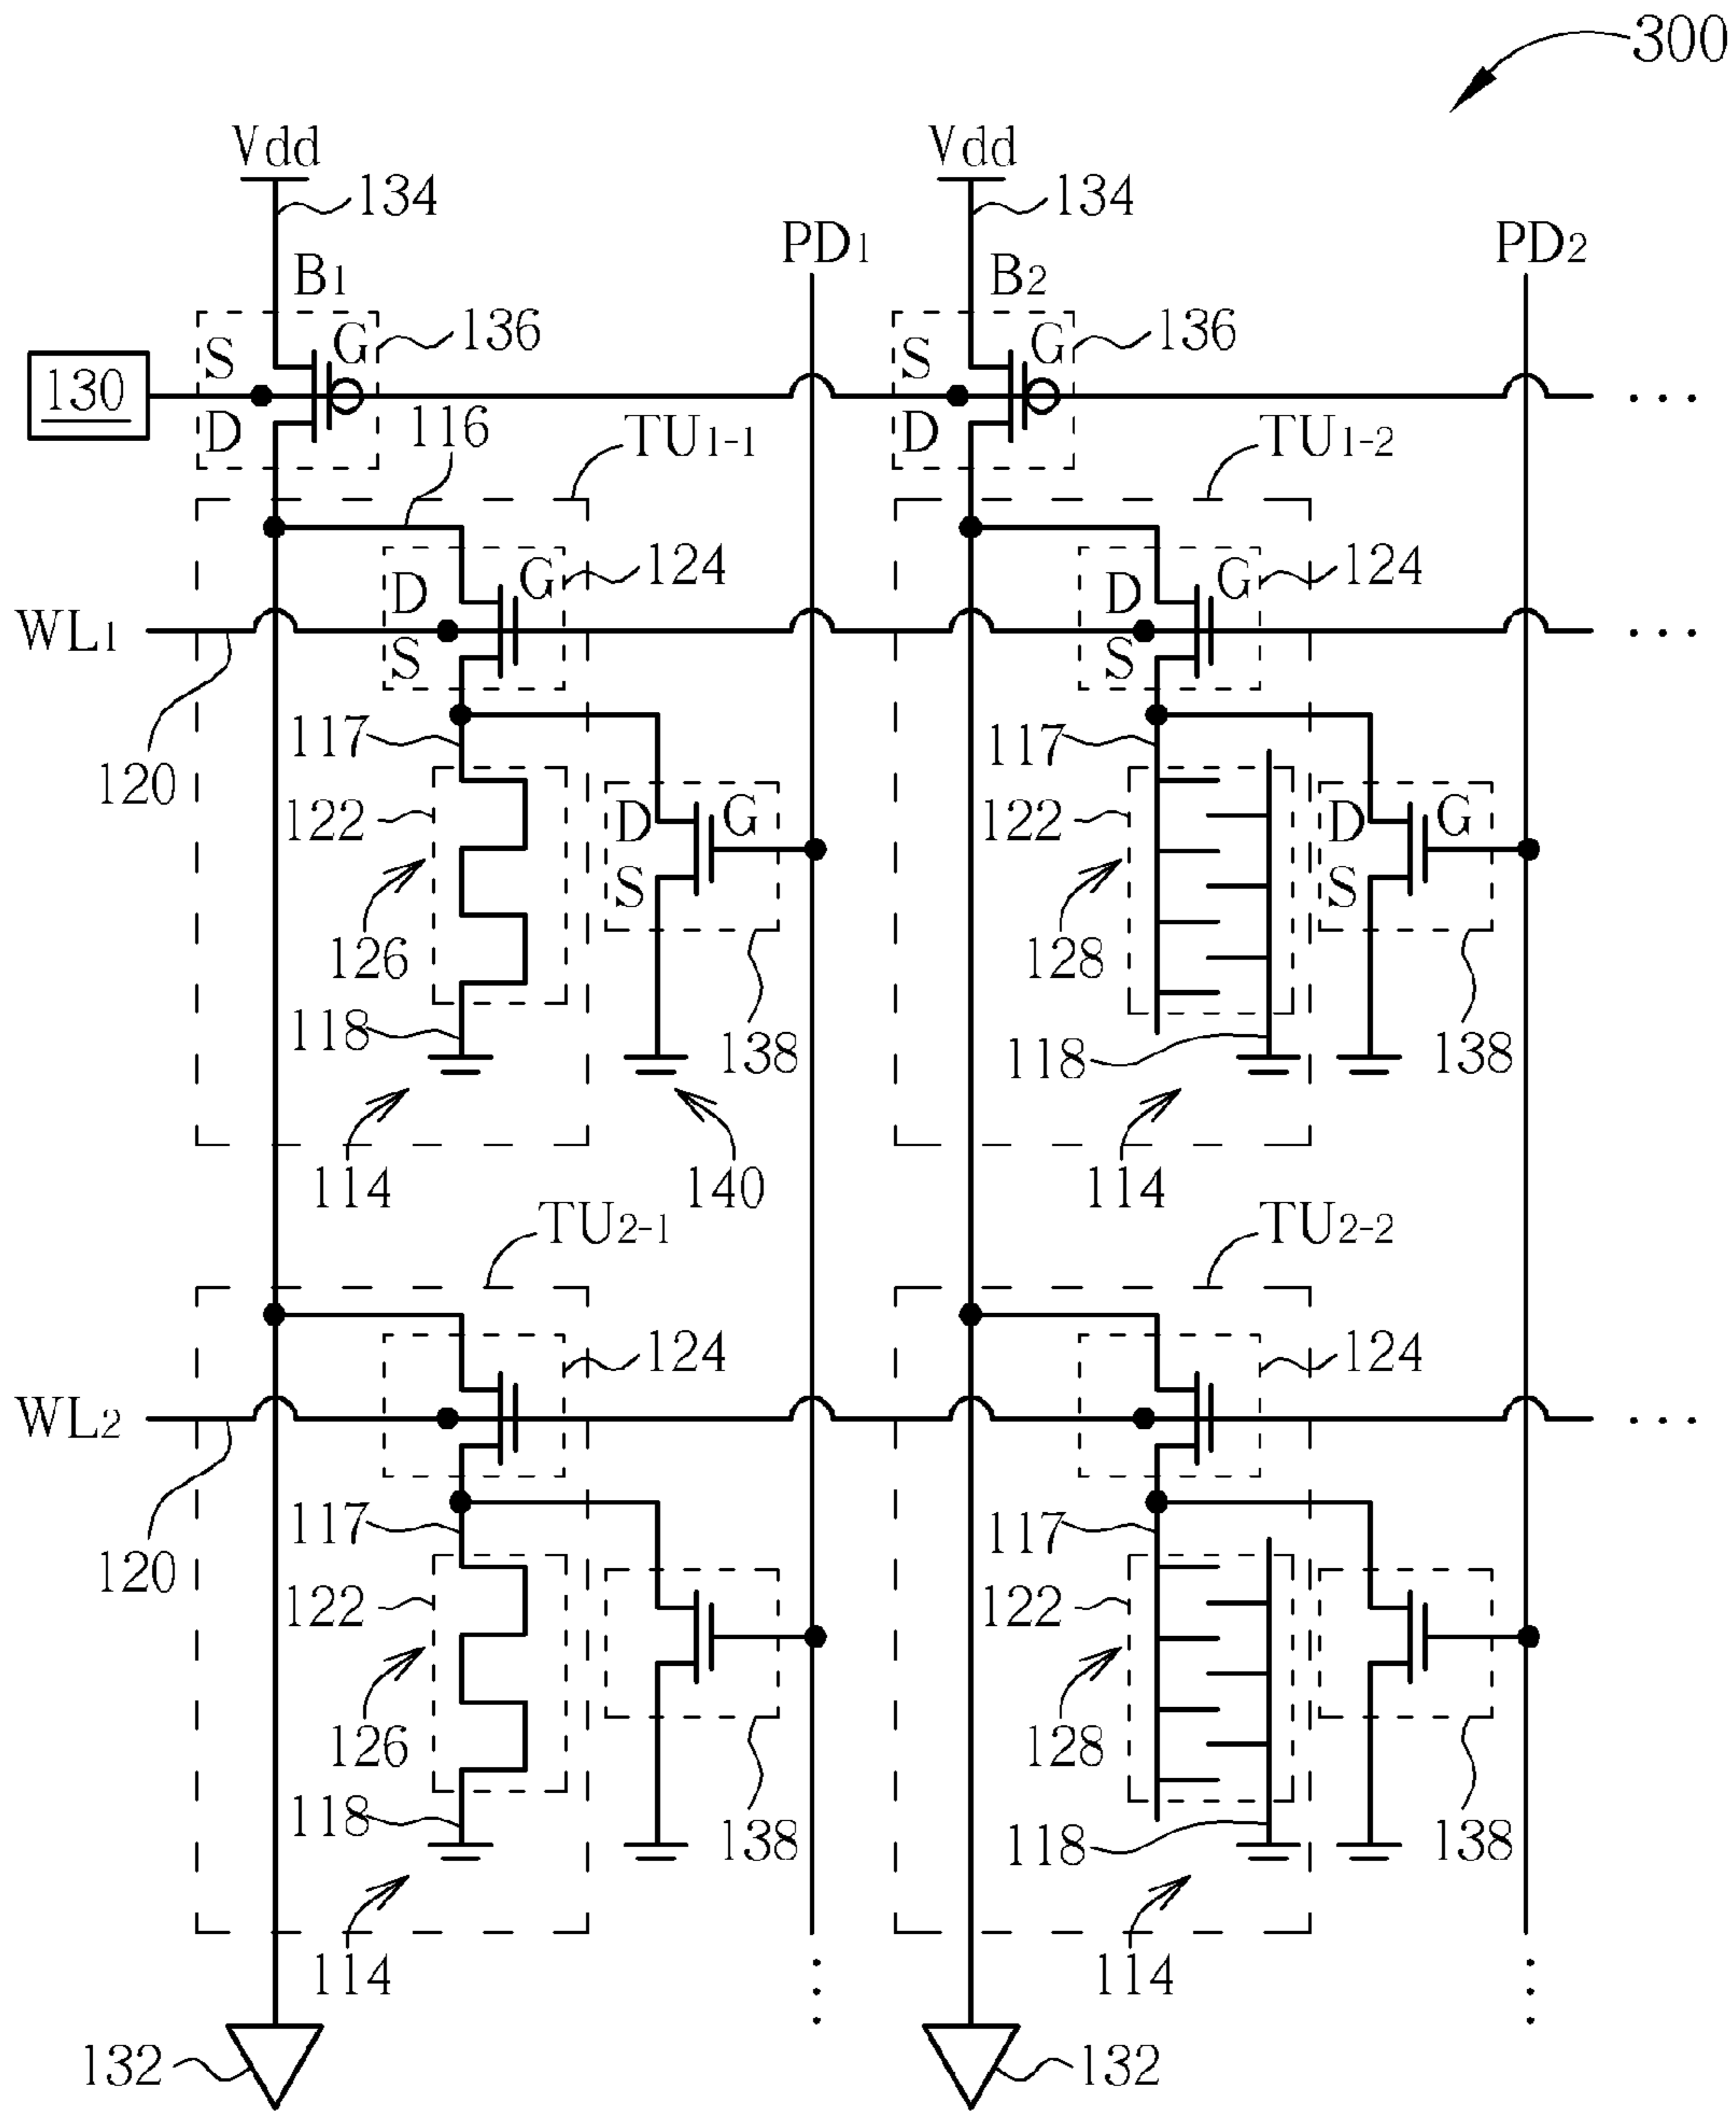 300
Vdd Vdd
134 134
PD1 PD2
B1 B2
S G 136 S G 136
130
D 116 D
TU1-1 TU1-2
...
D G 124 D G 124
WL1 ...
S S
117 117
120
122 D G 122 D G
S S
126 128
118 138 118 138
114 140 114
TU2-1 TU2-2
124 124
WL2 ...
117 117
120
122 122
126 128
118 138 118 138
114 114
132 132